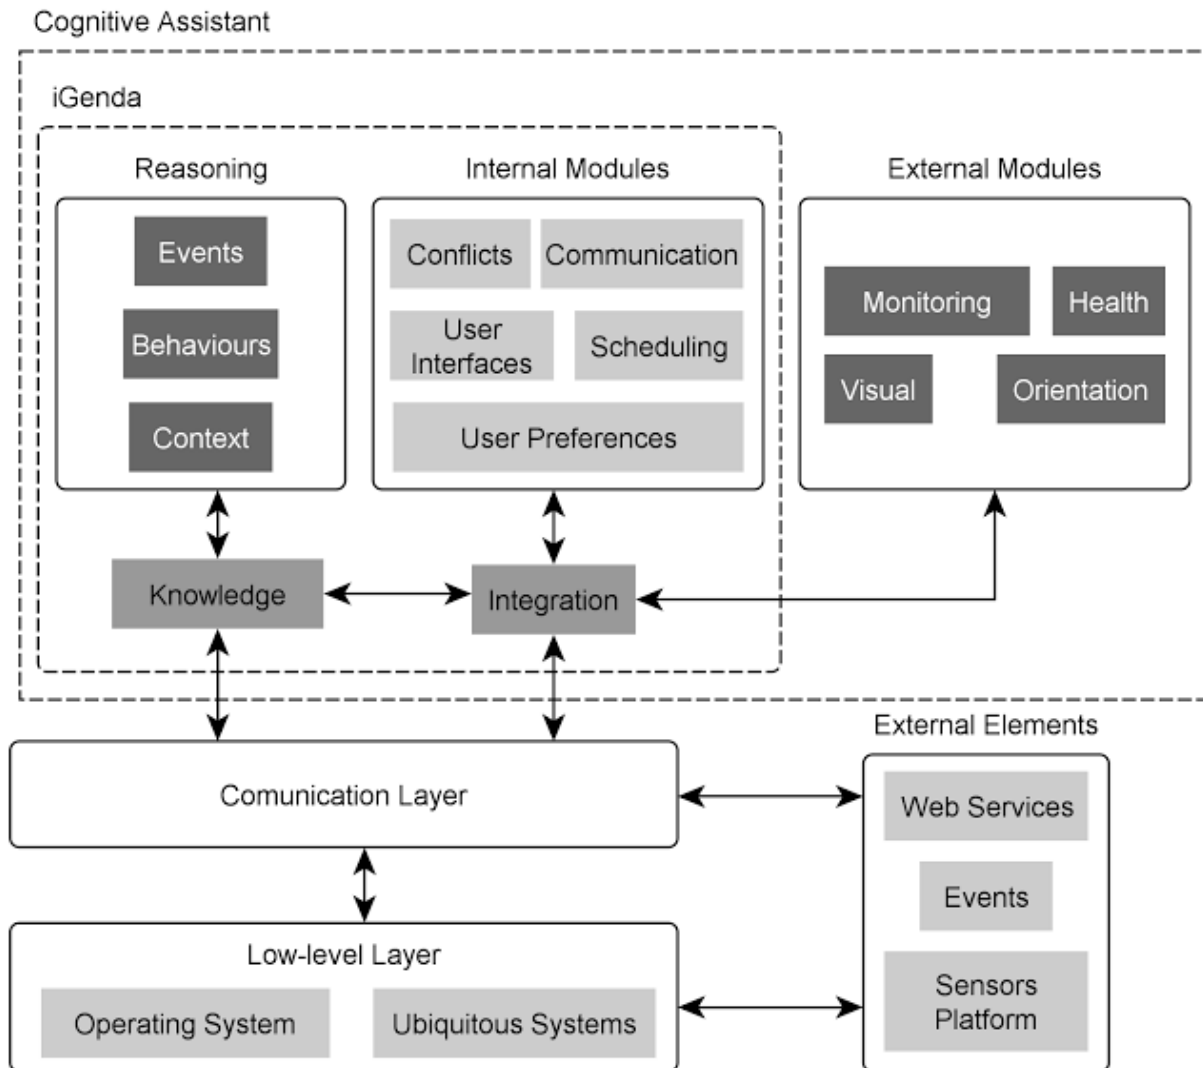 Cognitive Assistant
iGenda
Reasoning
Internal Modules
External Modules
Events
Behaviours
Context
Conflicts
Communication
User
Interfaces
Scheduling
User Preferences
Monitoring
Health
Visual
Orientation
Knowledge
Integration
Comunication Layer
External Elements
Web Services
Events
Sensors
Platform
Low-level Layer
Operating System
Ubiquitous Systems